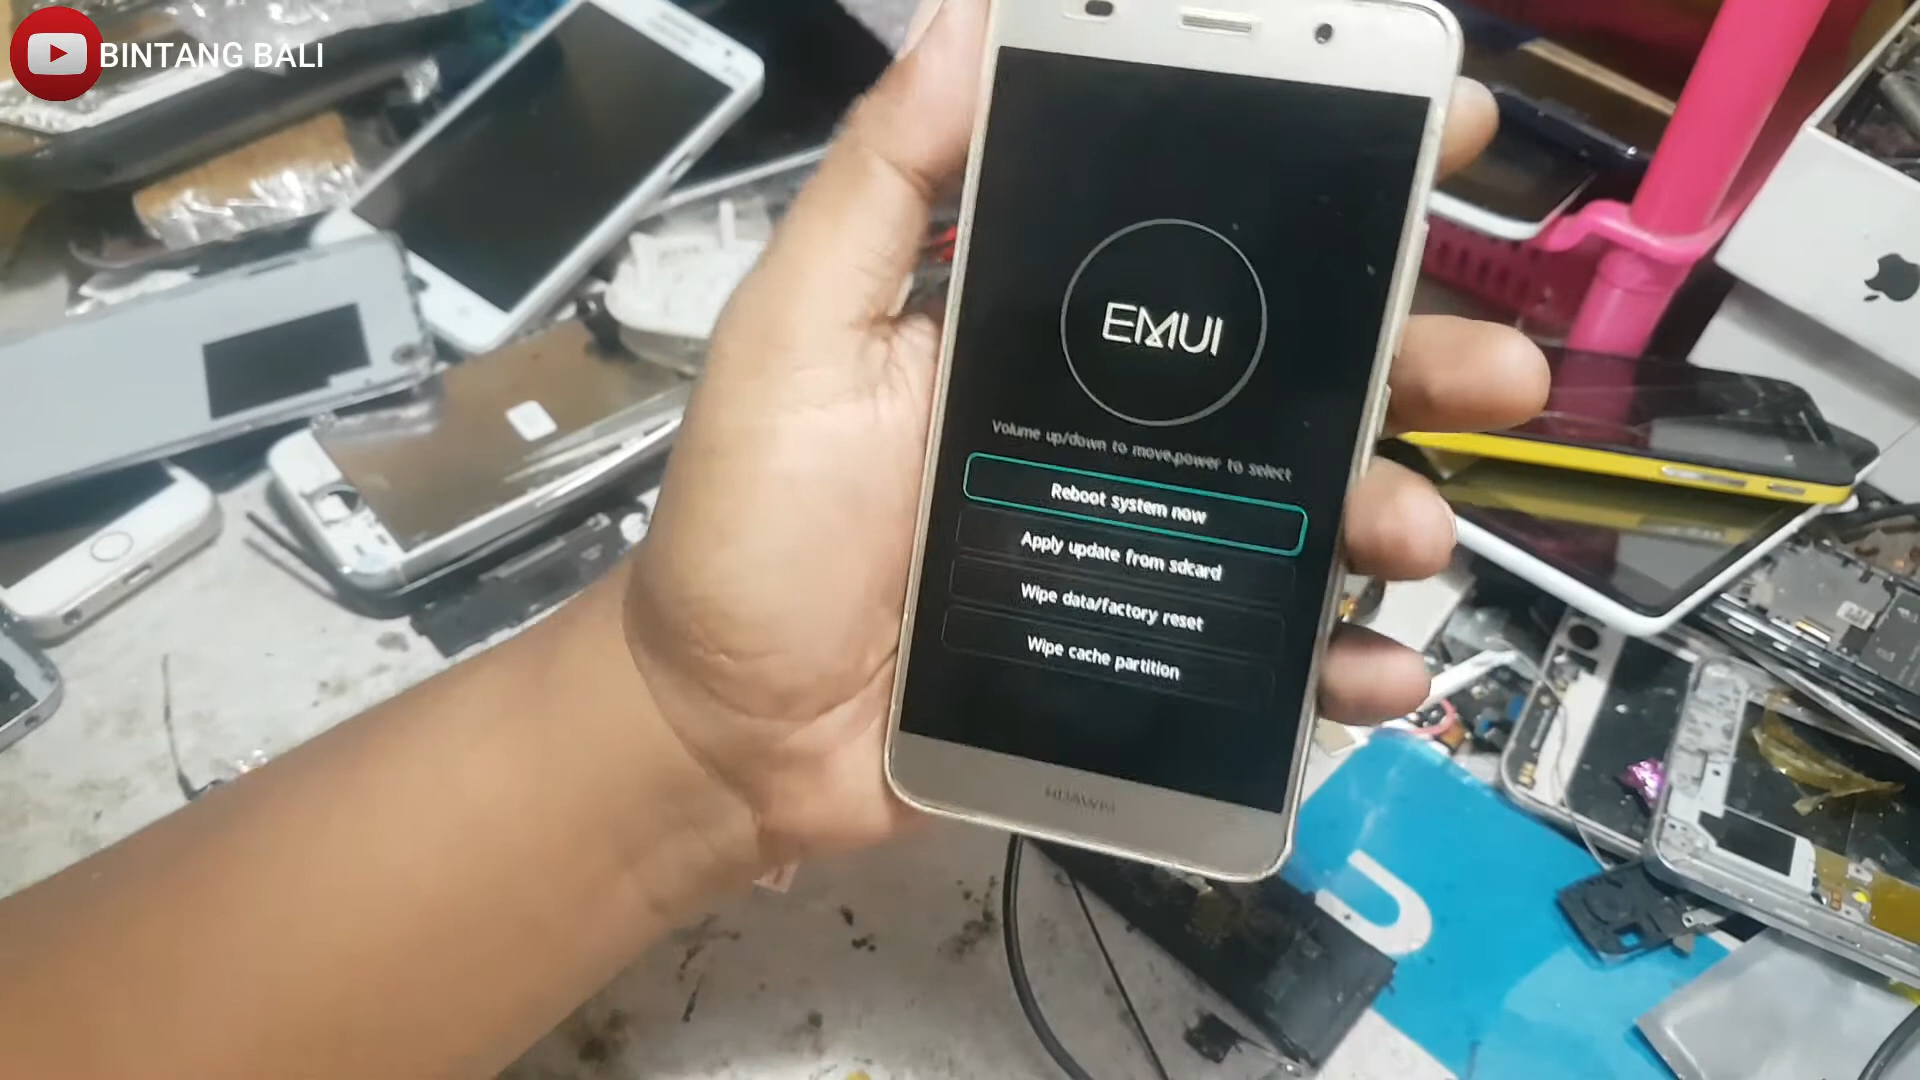 BINTANG BALI
EMUI
Volume up/down to move,power to select
Reboot system now
Apply update from sdcard
Wipe data/factory reset
Wipe cache partition
HUAWEI